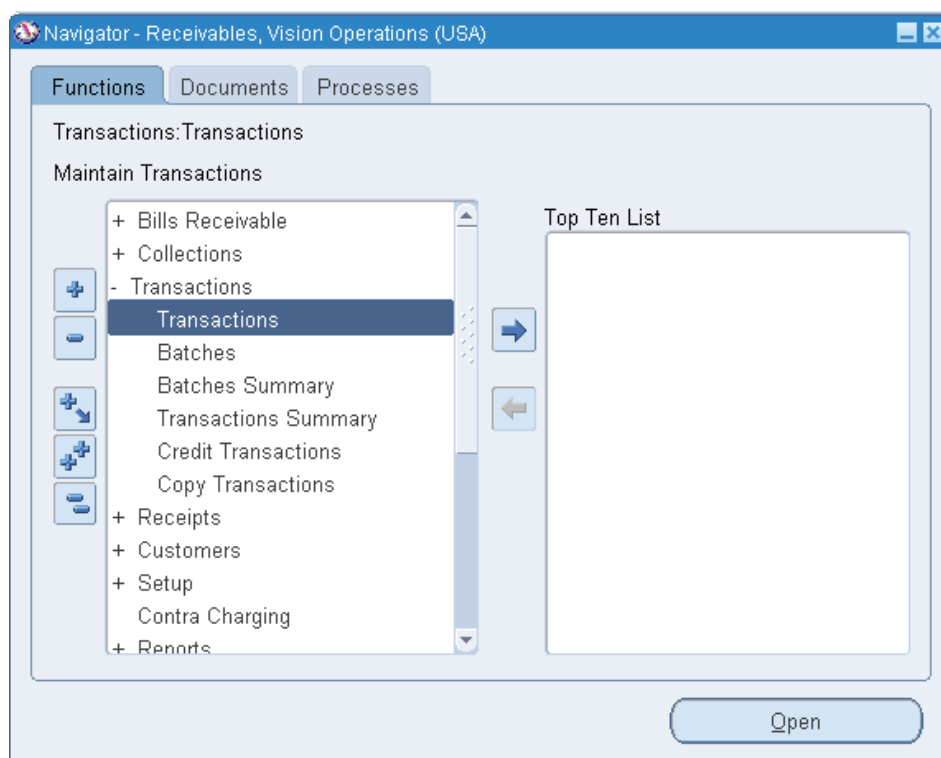 Navigator - Receivables, Vision Operations (USA)
Functions Documents Processes
Transactions:Transactions
Maintain Transactions
Top Ten List
+ Bills Receivable
+ Collections
- Transactions
Transactions
Batches
Batches Summary
Transactions Summary
Credit Transactions
Copy Transactions
+ Receipts
+ Customers
+ Setup
Contra Charging
+ Reports
Open